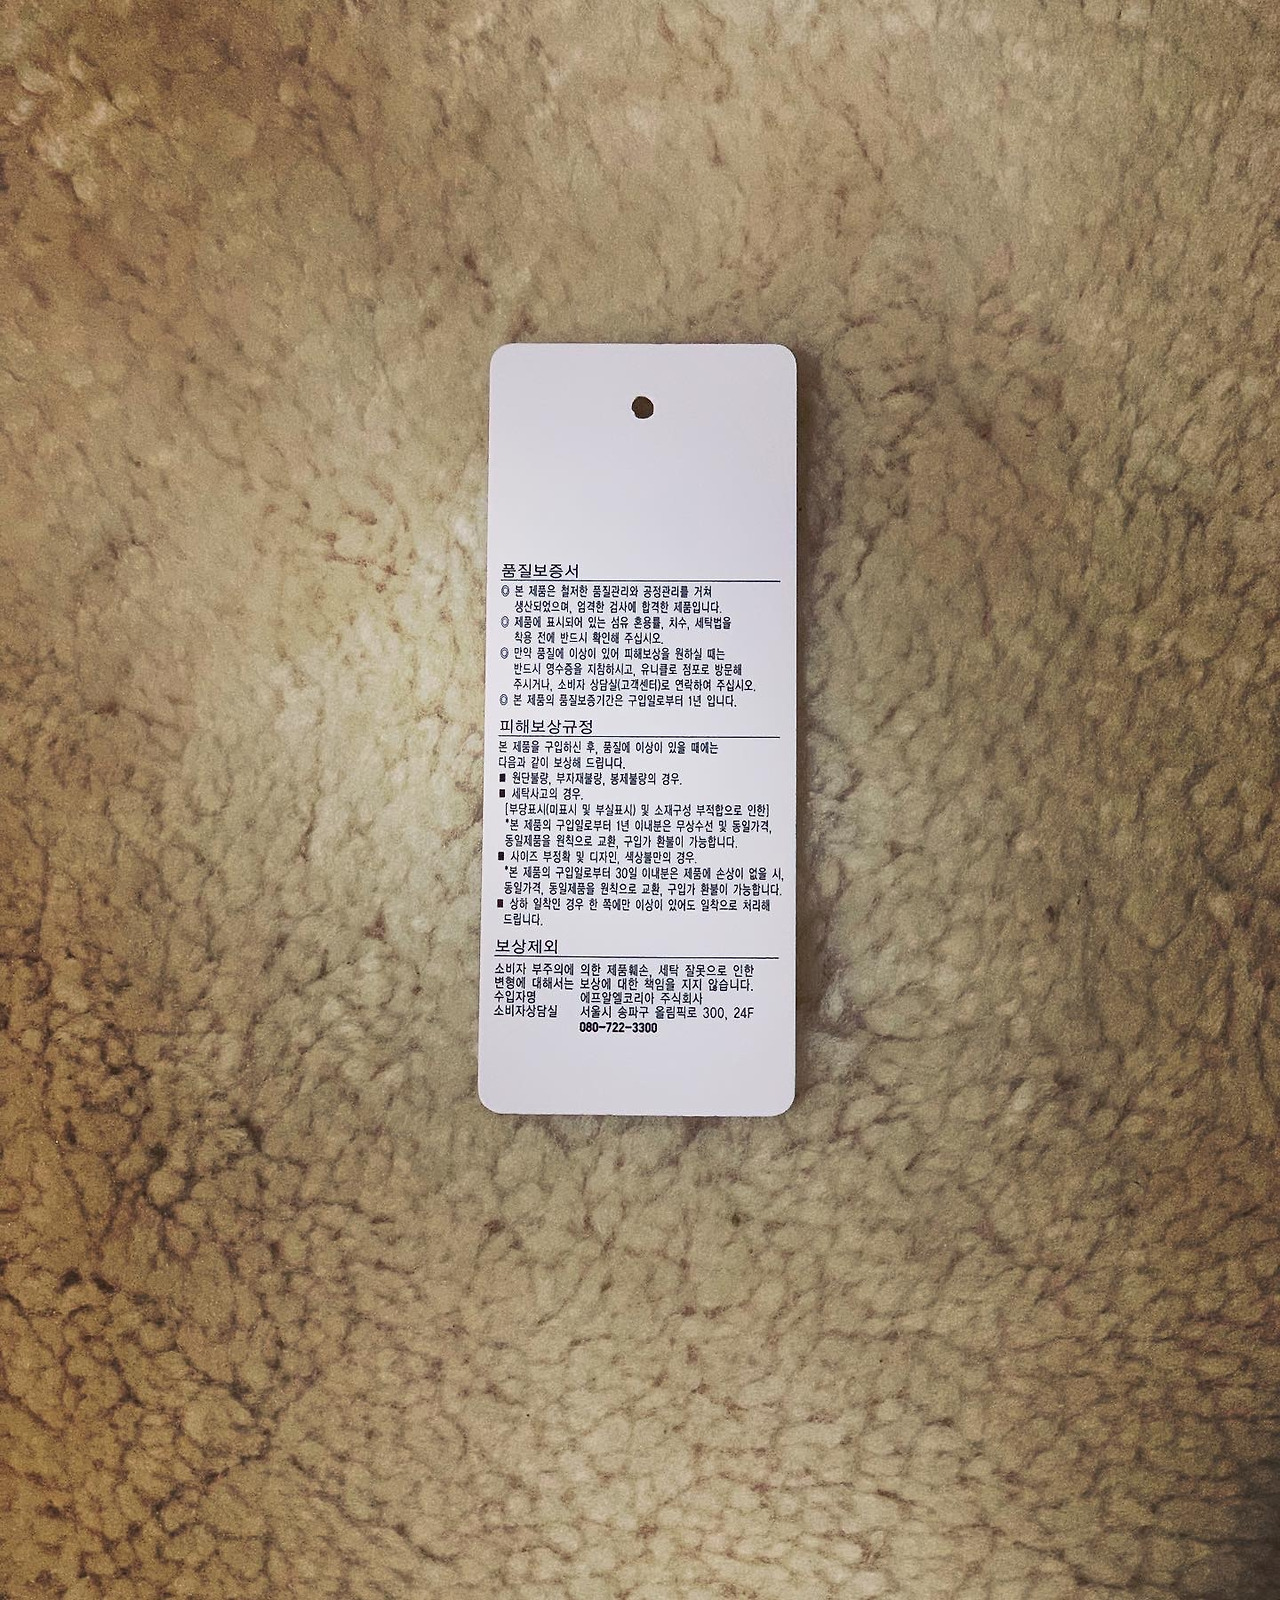 품질보증서
◎ 본 제품은 철저한 품질관리와 공정관리를 거쳐
생산되었으며, 엄격한 검사에 합격한 제품입니다.
◎ 제품에 표시되어 있는 섬유 혼용률, 치수, 세탁법을
착용 전에 반드시 확인해 주십시오.
◎ 만약 품질에 이상이 있어 피해보상을 원하실 때는
반드시 영수증을 지참하시고, 유니클로 점포로 방문해
주시거나, 소비자 상담실(고객센터)로 연락하여 주십시오.
◎ 본 제품의 품질보증기간은 구입일로부터 1년 입니다.
피해보상규정
본 제품을 구입하신 후, 품질에 이상이 있을 때에는
다음과 같이 보상해 드립니다.
■ 원단불량, 부자재불량, 봉제불량의 경우.
■ 세탁사고의 경우.
[부당표시(미표시 및 부실표시) 및 소재구성 부적합으로 인한]
*본 제품의 구입일로부터 1년 이내분은 무상수선 및 동일가격,
동일제품을 원칙으로 교환, 구입가 환불이 가능합니다.
■ 사이즈 부정확 및 디자인, 색상불만의 경우.
*본 제품의 구입일로부터 30일 이내분은 제품에 손상이 없을 시,
동일가격, 동일제품을 원칙으로 교환, 구입가 환불이 가능합니다.
■ 상하 일착인 경우 한 쪽에만 이상이 있어도 일착으로 처리해
드립니다.
보상제외
소비자 부주의에 의한 제품훼손, 세탁 잘못으로 인한
변형에 대해서는 보상에 대한 책임을 지지 않습니다.
수입자명 에프알엘코리아 주식회사
소비자상담실 서울시 송파구 올림픽로 300, 24F
080-722-3300